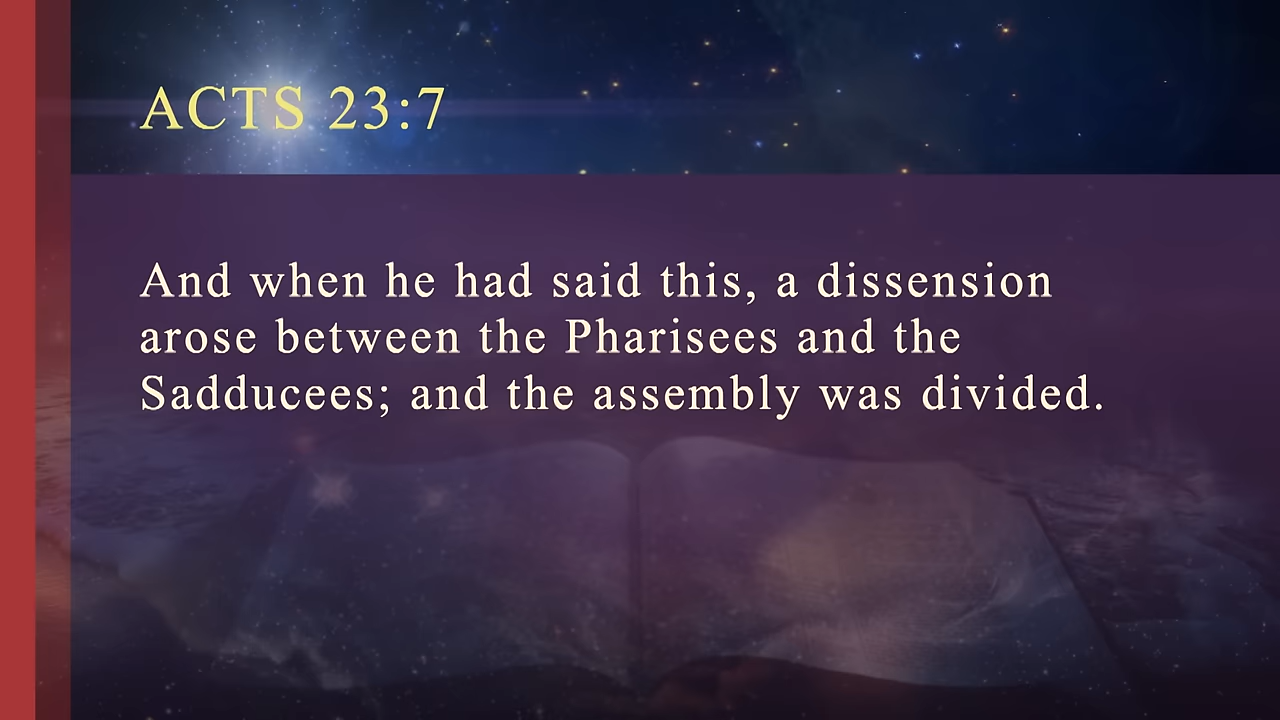 ACTS 23:7
And when he had said this, a dissension
arose between the Pharisees and the
Sadducees; and the assembly was divided.